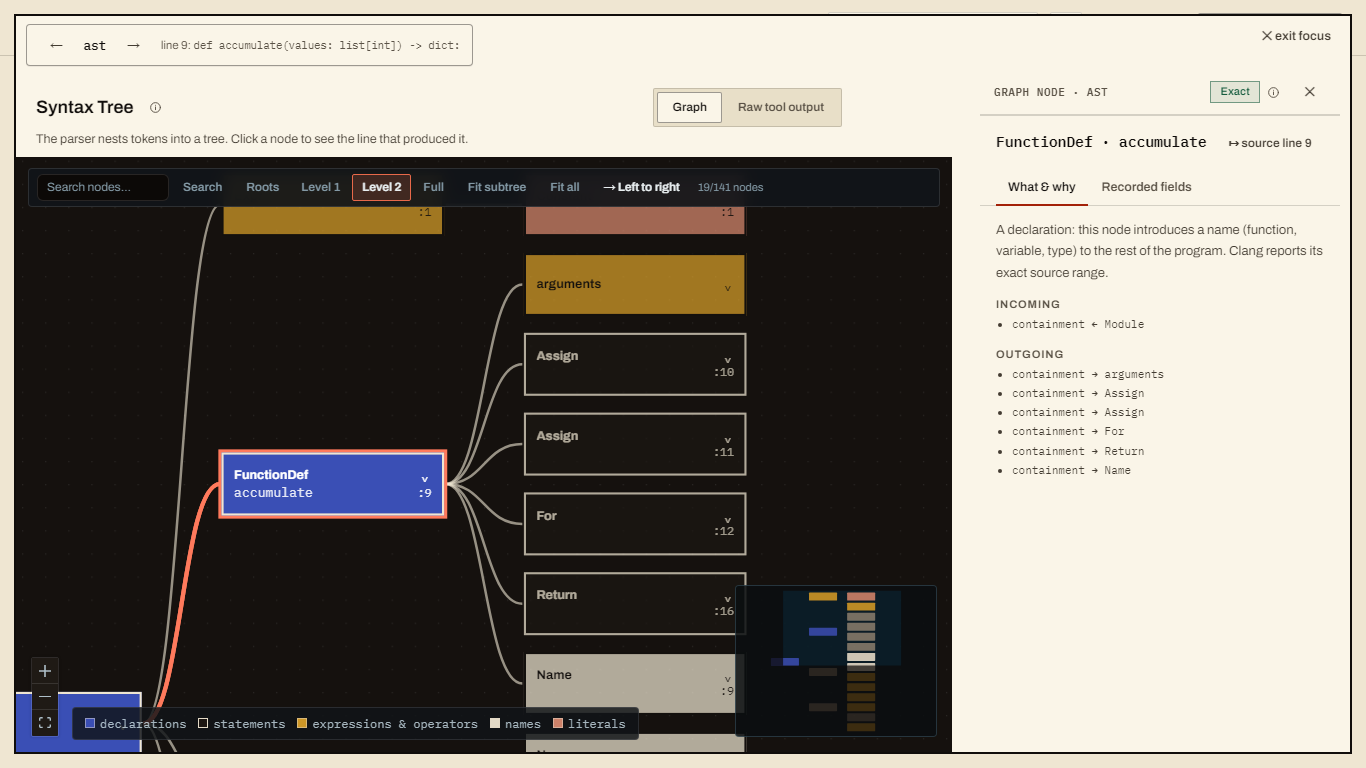 ← ast → line 9: def accumulate(values: list[int]) -> dict:
exit focus
Syntax Tree
Graph
Raw tool output
The parser nests tokens into a tree. Click a node to see the line that produced it.
Search nodes...
Search
Roots
Level 1
Level 2
Full
Fit subtree
Fit all
→ Left to right
19/141 nodes
:1
:1
arguments
v
Assign
v
:10
Assign
v
:11
FunctionDef
accumulate
v
:9
For
v
:12
Return
v
:16
Name
v
:9
declarations
statements
expressions & operators
names
literals
GRAPH NODE · AST
Exact
FunctionDef · accumulate
↦ source line 9
What & why
Recorded fields
A declaration: this node introduces a name (function,
variable, type) to the rest of the program. Clang reports its
exact source range.
INCOMING
• containment ← Module
OUTGOING
• containment → arguments
• containment → Assign
• containment → Assign
• containment → For
• containment → Return
• containment → Name